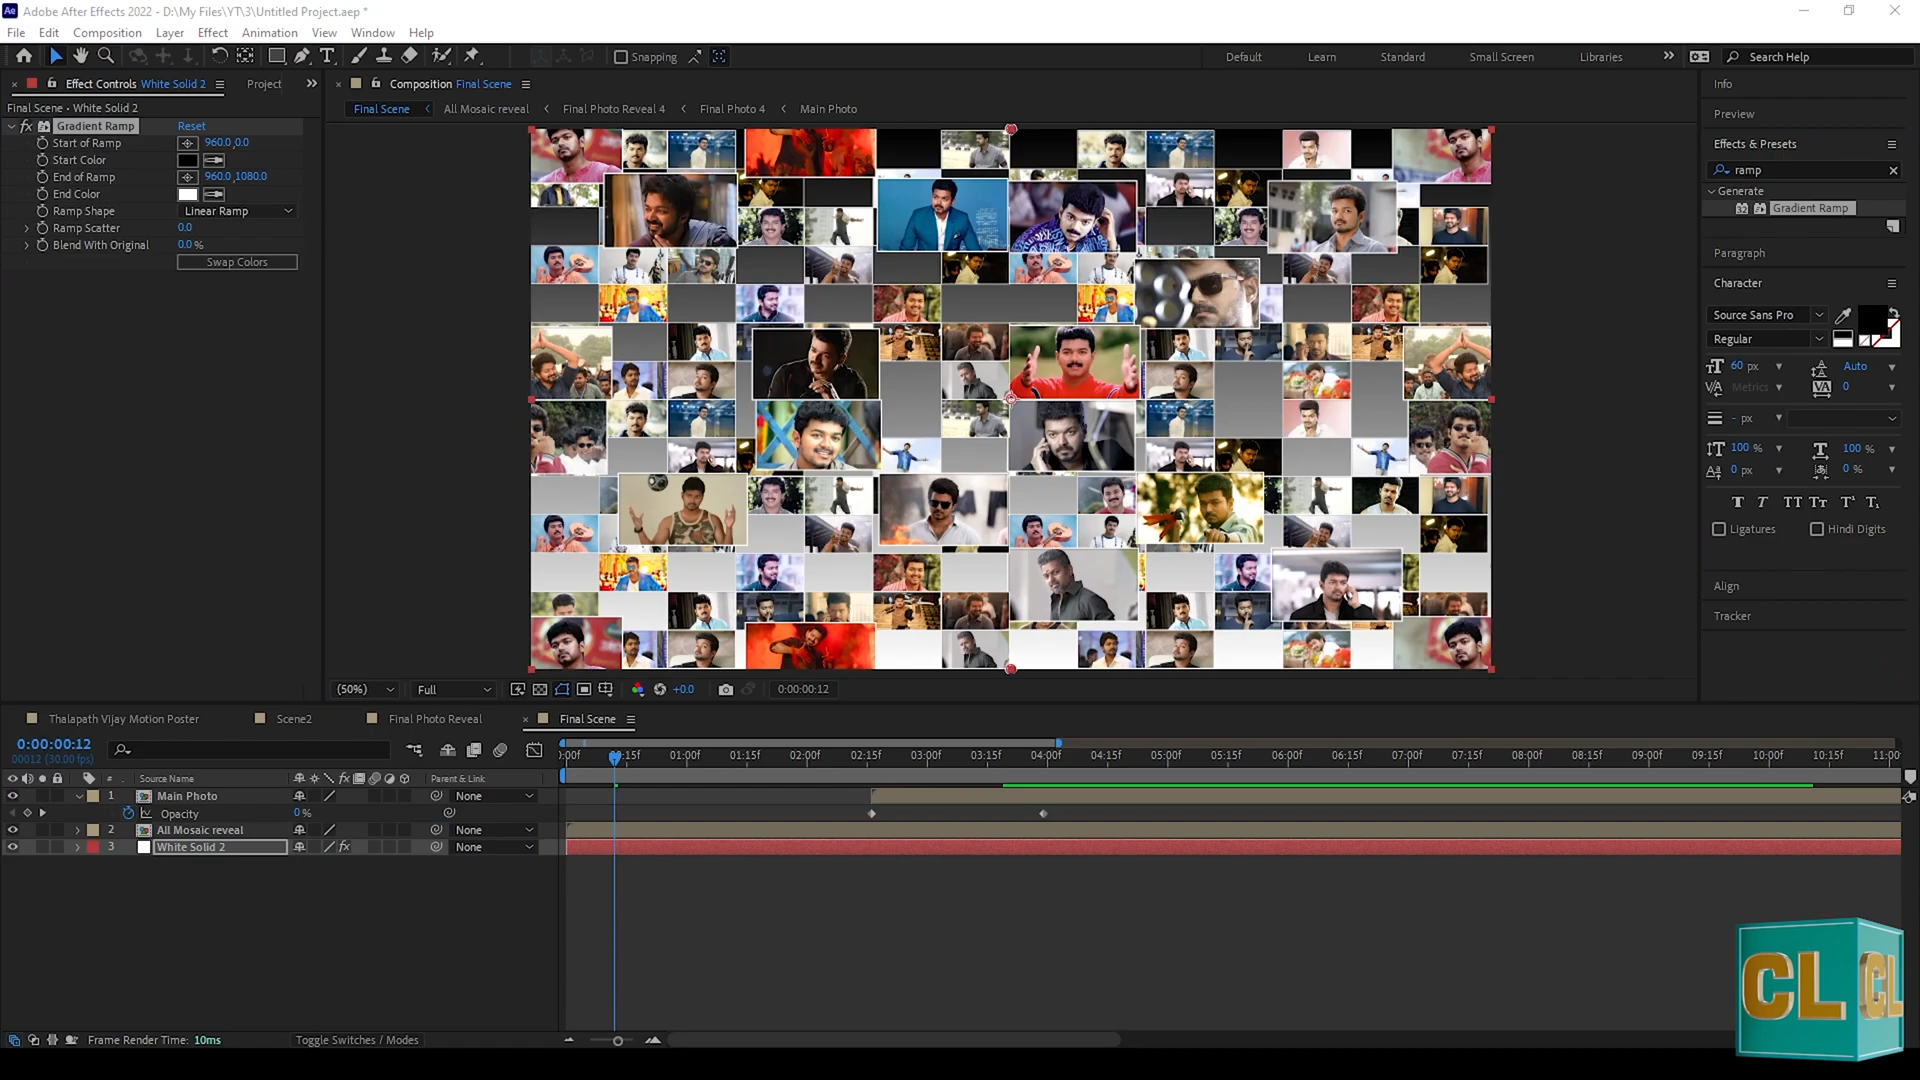 Adobe After Effects 2022 - D:\My Files\YT\3\Untitled Project.aep *
File Edit Composition Layer Effect Animation View Window Help
Snapping
Default Learn Standard Small Screen Libraries Search Help
Effect Controls White Solid 2 Project
Final Scene • White Solid 2
Gradient Ramp Reset
Start of Ramp 960.0,0.0
Start Color
End of Ramp 960.0,1080.0
End Color
Ramp Shape Linear Ramp
Ramp Scatter 0.0
Blend With Original 0.0 %
Swap Colors
Composition Final Scene
Final Scene All Mosaic reveal Final Photo Reveal 4 Final Photo 4 Main Photo
(50%) Full +0.0 0:00:00:12
Info
Preview
Effects & Presets
ramp
Generate
32 Gradient Ramp
Paragraph
Character
Source Sans Pro
Regular
60 px Auto
Metrics 0
- px
100 % 100 %
0 px 0 %
T T TT Tt T¹ T₁
Ligatures Hindi Digits
Align
Tracker
Thalapath Vijay Motion Poster Scene2 Final Photo Reveal Final Scene
0:00:00:12
00012 (30.00 fps)
:00f 00:15f 01:00f 01:15f 02:00f 02:15f 03:00f 03:15f 04:00f 04:15f 05:00f 05:15f 06:00f 06:15f 07:00f 07:15f 08:00f 08:15f 09:00f 09:15f 10:00f 10:15f 11:00f
# Source Name fx Parent & Link
1 Main Photo None
Opacity 0 %
2 All Mosaic reveal None
3 White Solid 2 fx None
Frame Render Time: 10ms Toggle Switches / Modes
CL CL